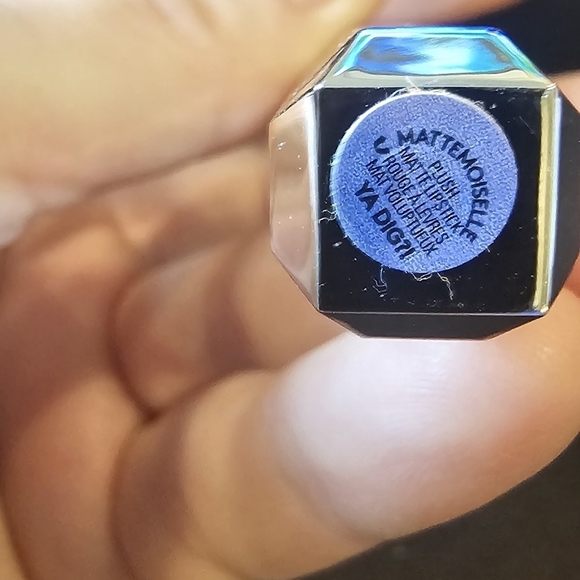 MATTEMOISELLE
PLUSH
MATTE LIPSTICK
ROUGE À LÈVRES
MAT VOLUPTUEUX
YA DIG?!